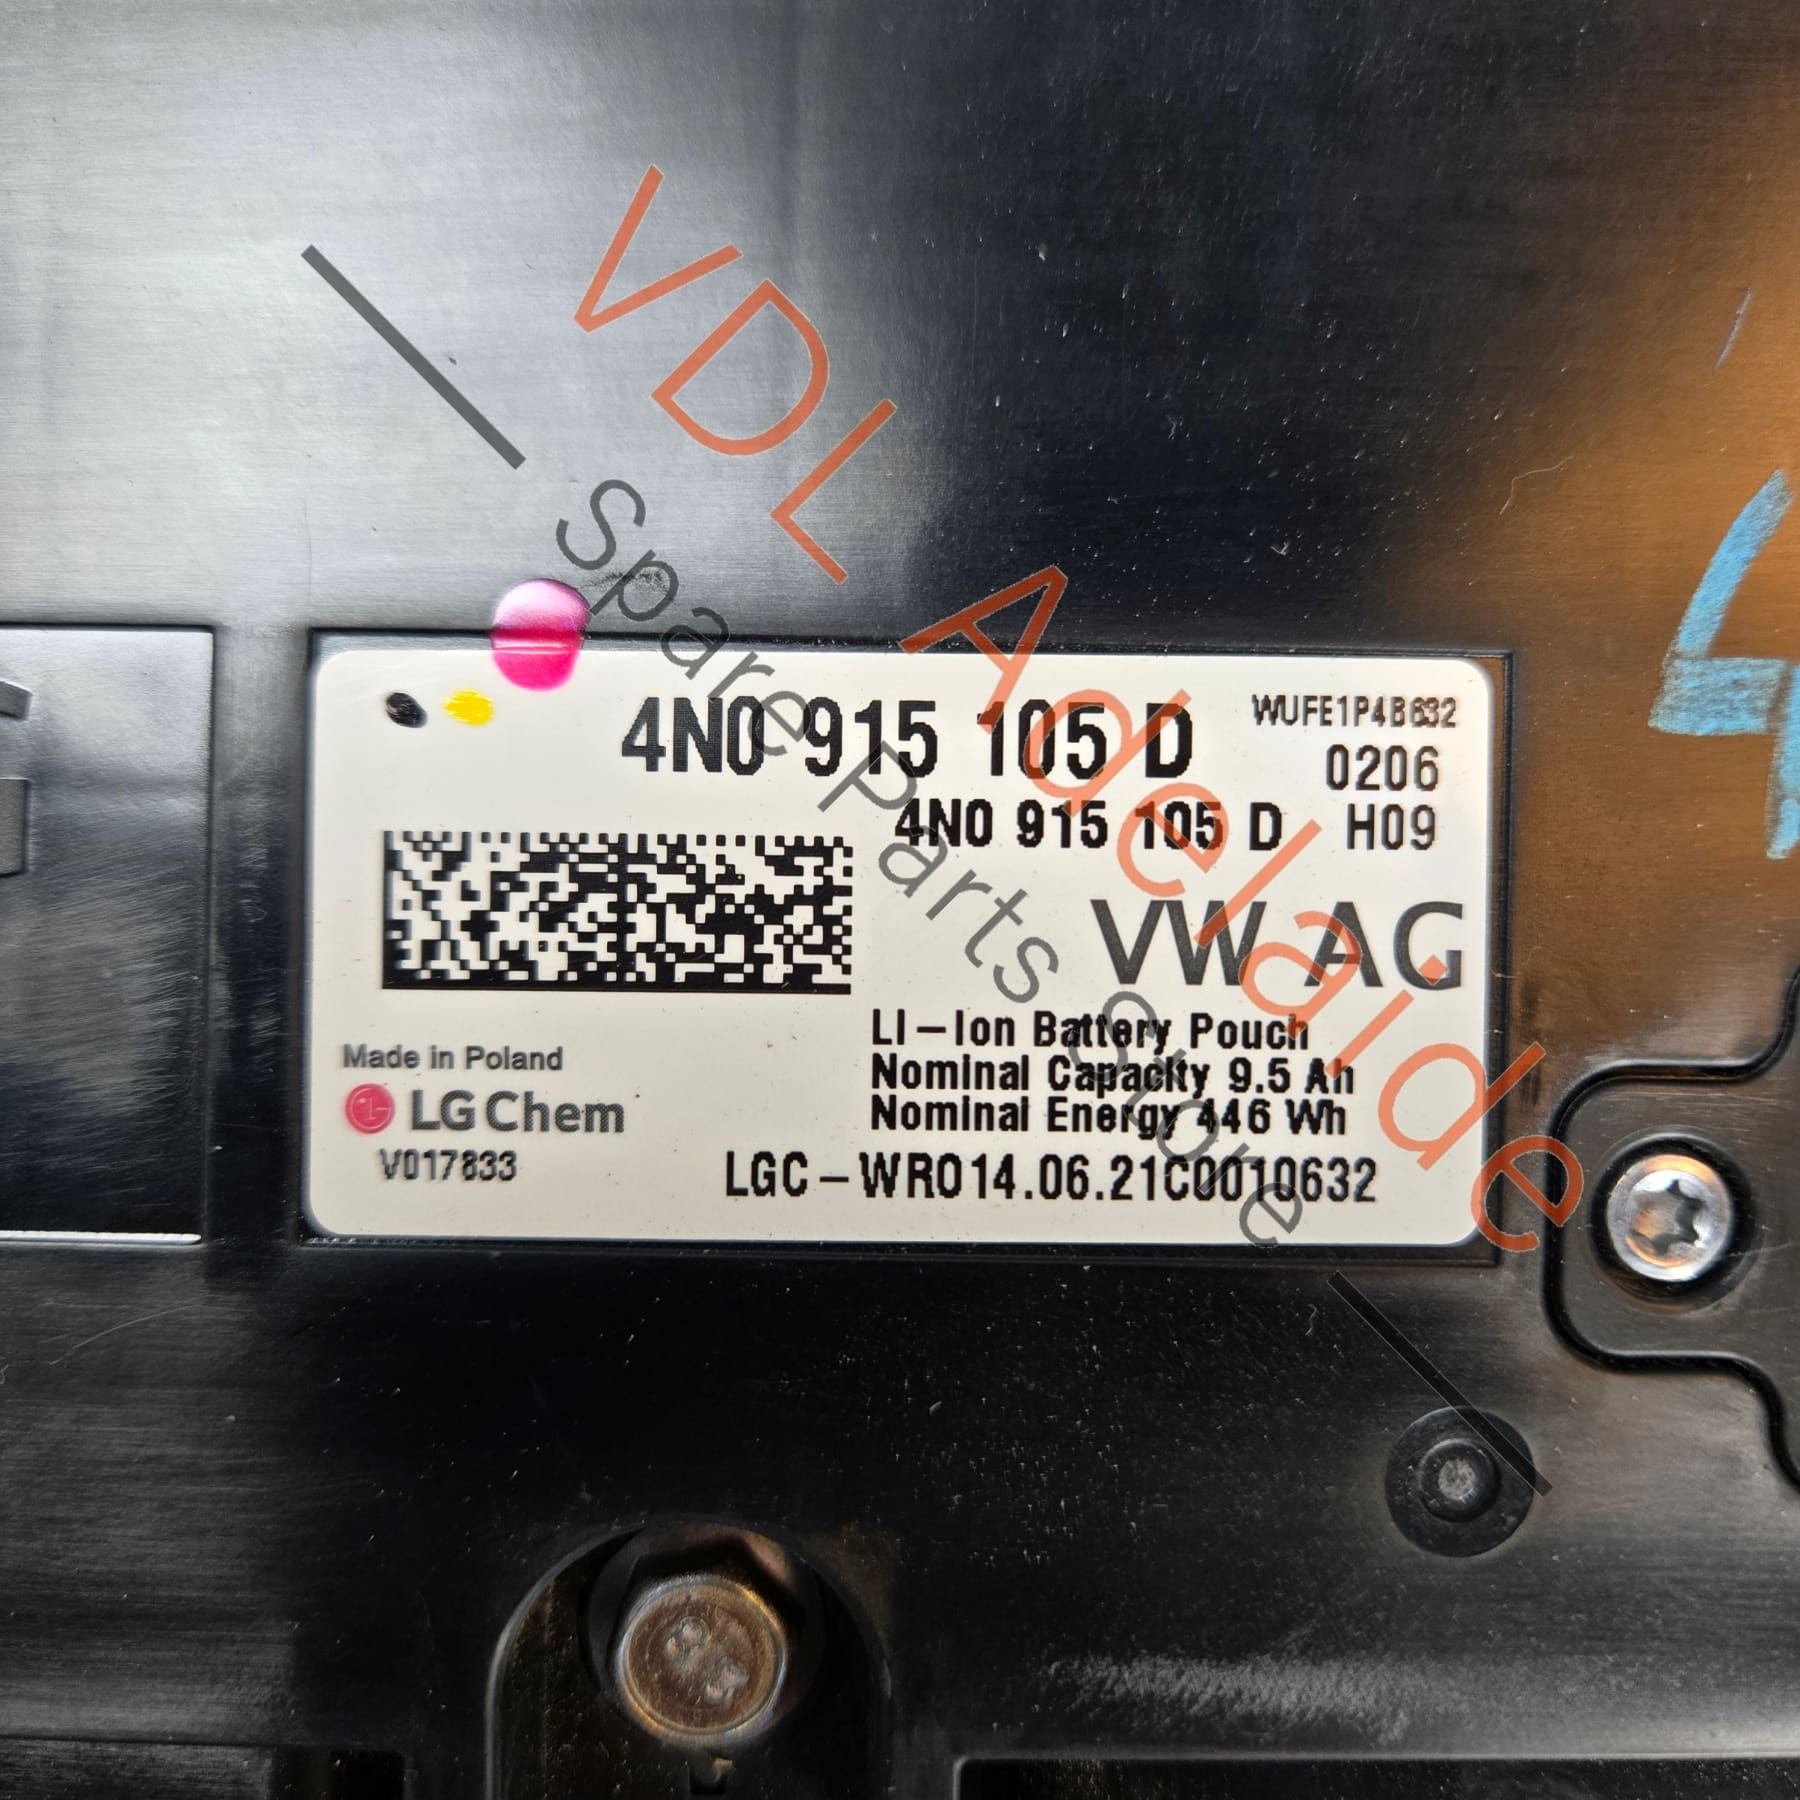 VDL Adelaide
Spare Parts Store
4N0 915 105 D
WUFE1P4B632
0206
4N0 915 105 D H09
VW AG
LI-Ion Battery Pouch
Nominal Capacity 9.5 Ah
Nominal Energy 446 Wh
Made in Poland
LG Chem
V017833
LGC-WR014.06.21C0010632
4